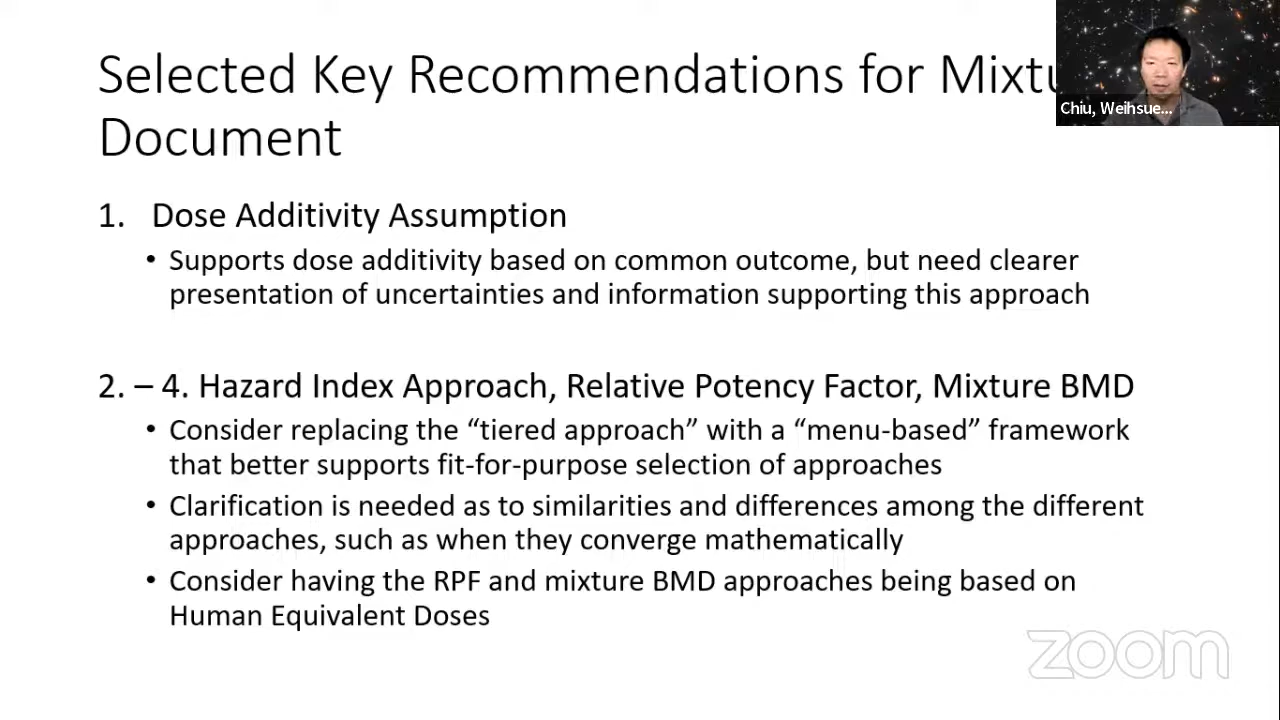 Selected Key Recommendations for Mixtu
Document
Chiu, Weihsue...
1. Dose Additivity Assumption
• Supports dose additivity based on common outcome, but need clearer
presentation of uncertainties and information supporting this approach
2. – 4. Hazard Index Approach, Relative Potency Factor, Mixture BMD
• Consider replacing the “tiered approach” with a “menu-based” framework
that better supports fit-for-purpose selection of approaches
• Clarification is needed as to similarities and differences among the different
approaches, such as when they converge mathematically
• Consider having the RPF and mixture BMD approaches being based on
Human Equivalent Doses
zoom